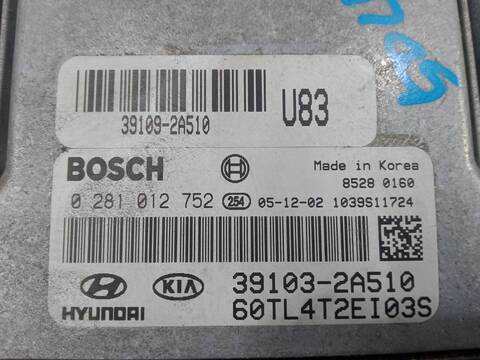 39109-2A510
U83
BOSCH
Made in Korea
8528 0160
0 281 012 752 254 05-12-02 1039S11724
HYUNDAI KIA
39103-2A510
60TL4T2EI03S